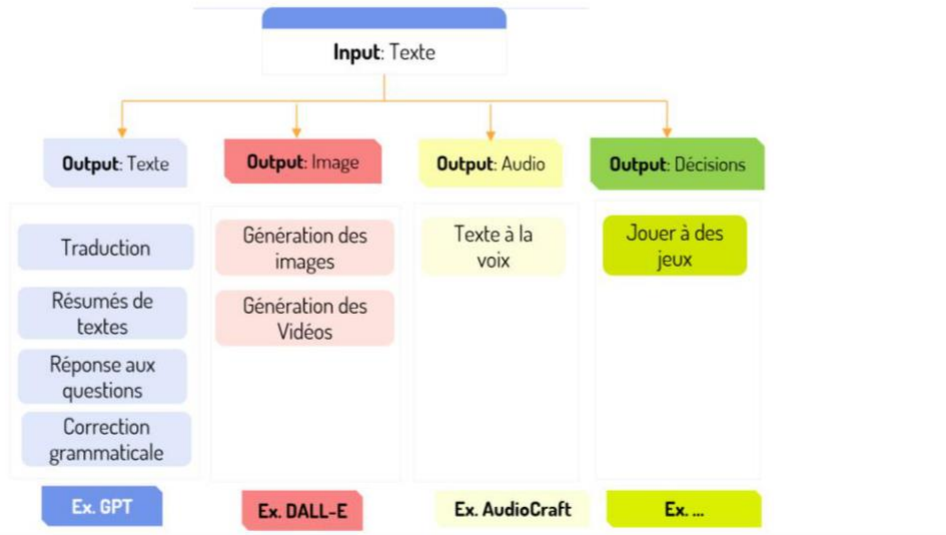 Input: Texte
Output: Texte
Output: Image
Output: Audio
Output: Décisions
Traduction
Résumés de
textes
Réponse aux
questions
Correction
grammaticale
Génération des
images
Génération des
Vidéos
Texte à la
voix
Jouer à des
jeux
Ex. GPT
Ex. DALL-E
Ex. AudioCraft
Ex. ...